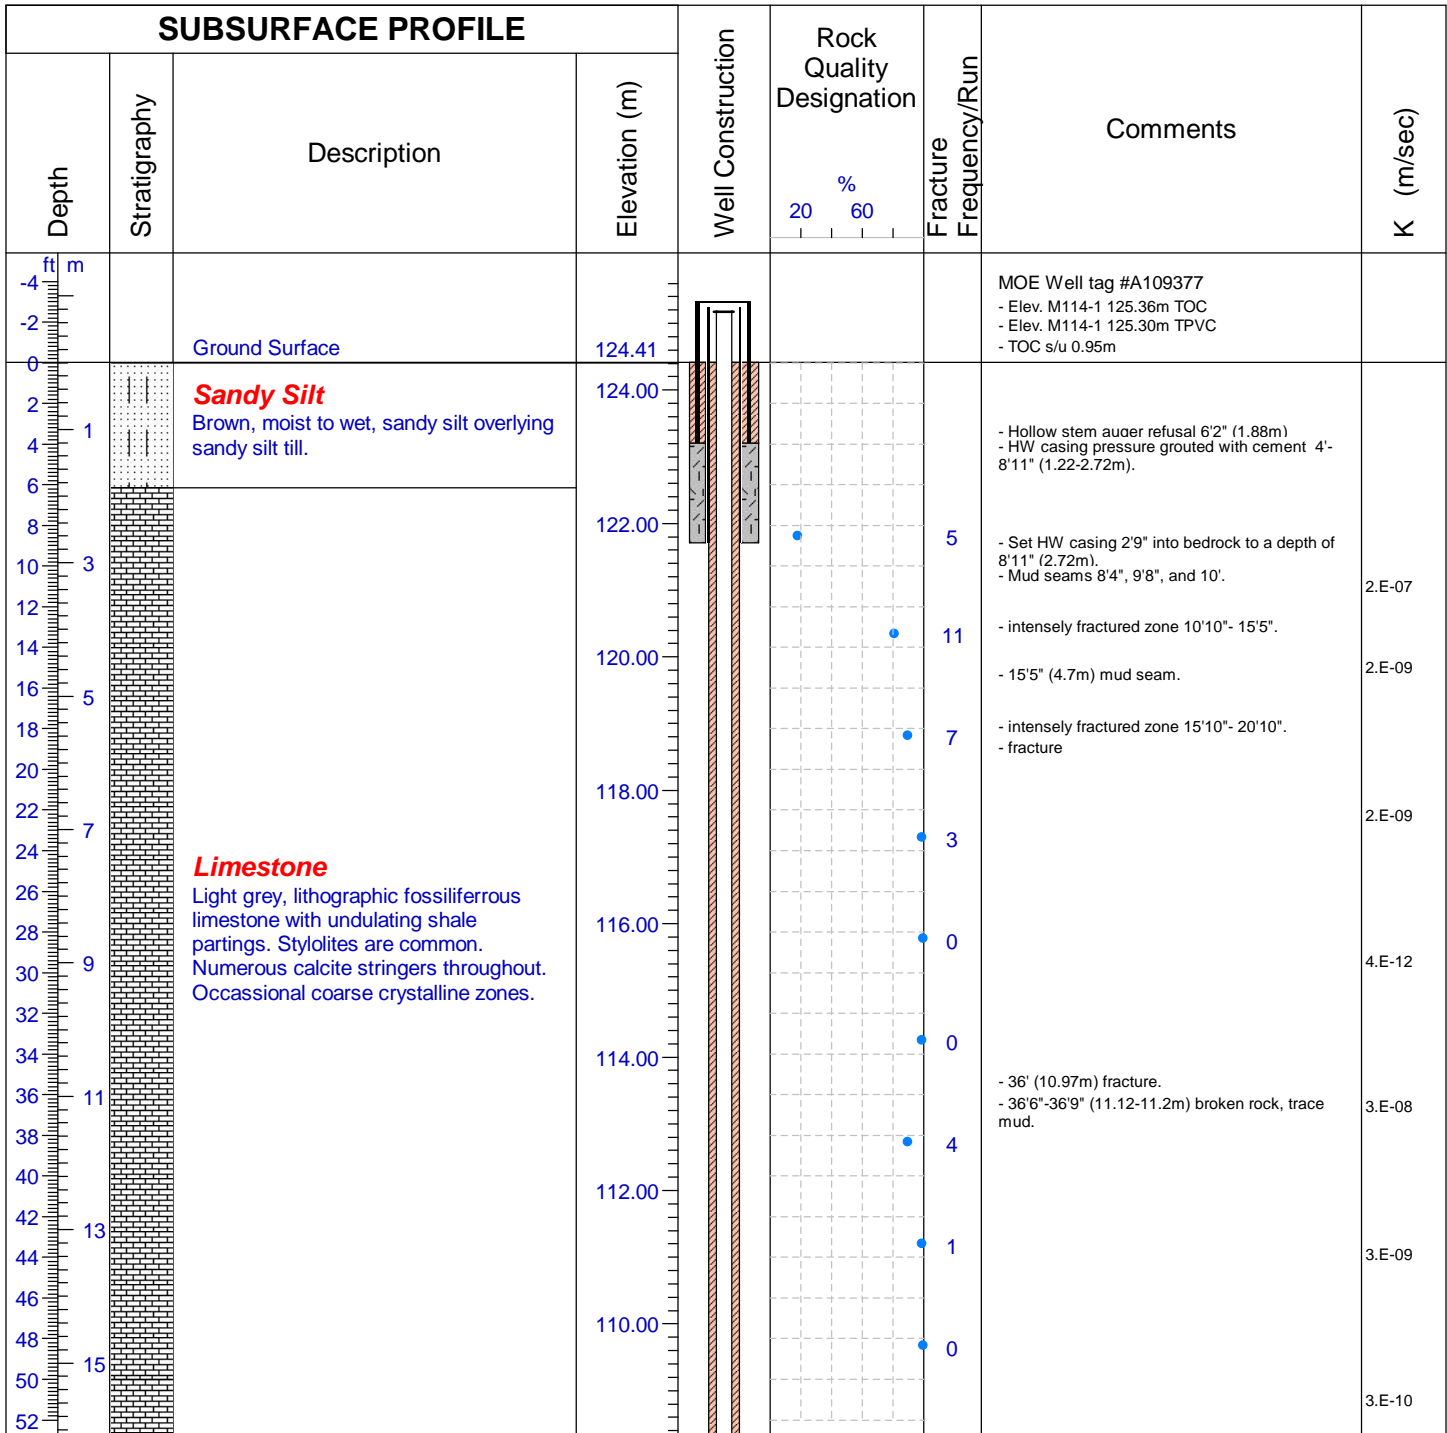 SUBSURFACE PROFILE
Depth
Stratigraphy
Description
Elevation (m)
Well Construction
Rock
Quality
Designation
%
20 60
Fracture
Frequency/Run
Comments
K (m/sec)
ft m
-4
-2
0
2
4
6
8
10
12
14
16
18
20
22
24
26
28
30
32
34
36
38
40
42
44
46
48
50
52
1
3
5
7
9
11
13
15
Ground Surface
Sandy Silt
Brown, moist to wet, sandy silt overlying
sandy silt till.
Limestone
Light grey, lithographic fossiliferrous
limestone with undulating shale
partings. Stylolites are common.
Numerous calcite stringers throughout.
Occassional coarse crystalline zones.
124.41
124.00
122.00
120.00
118.00
116.00
114.00
112.00
110.00
5
11
7
3
0
0
4
1
0
MOE Well tag #A109377
- Elev. M114-1 125.36m TOC
- Elev. M114-1 125.30m TPVC
- TOC s/u 0.95m
- Hollow stem auger refusal 6'2" (1.88m)
- HW casing pressure grouted with cement 4'-
8'11" (1.22-2.72m).
- Set HW casing 2'9" into bedrock to a depth of
8'11" (2.72m).
- Mud seams 8'4", 9'8", and 10'.
- intensely fractured zone 10'10"- 15'5".
- 15'5" (4.7m) mud seam.
- intensely fractured zone 15'10"- 20'10".
- fracture
- 36' (10.97m) fracture.
- 36'6"-36'9" (11.12-11.2m) broken rock, trace
mud.
2.E-07
2.E-09
2.E-09
4.E-12
3.E-08
3.E-09
3.E-10